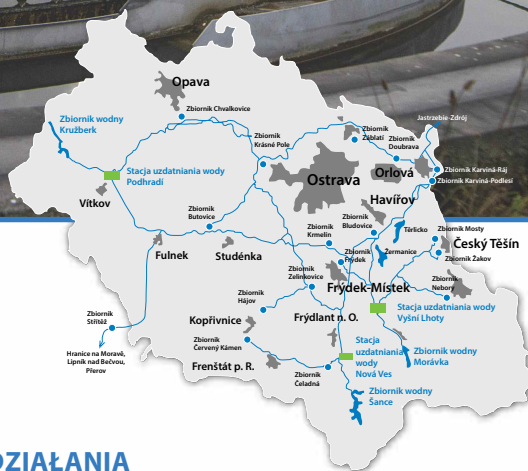 Opava
Zbiornik Chvalkovice
Zbiornik wodny
Kružberk
Zbiornik
Krásné Pole
Jastrzebie-Zdrój
Zbiornik
Záblatí
Zbiornik
Doubrava
Stacja uzdatniania wody
Podhradí
Ostrava
Orlová
Zbiornik Karviná-Ráj
Zbiornik Karviná-Podlesí
Vítkov
Havířov
Zbiornik
Butovice
Zbiornik
Bludovice
Těrlicko
Zbiornik
Krmelín
Zbiornik Mosty
Český Těšín
Fulnek
Studénka
Zbiornik
Frýdek
Žermanice
Zbiornik Žakov
Zbiornik
Zelinkovice
Frýdek-Místek
Zbiornik
Nebory
Zbiornik
Hájov
Stacja uzdatniania wody
Vyšní Lhoty
Zbiornik
Střítěž
Kopřivnice
Frýdlant n. O.
Hranice na Moravě,
Lipník nad Bečvou,
Přerov
Zbiornik
Červený Kámen
Stacja
uzdatniania
wody
Nová Ves
Zbiornik wodny
Morávka
Frenštát p. R.
Zbiornik
Čeladná
Zbiornik wodny
Šance
DZIAŁANIA